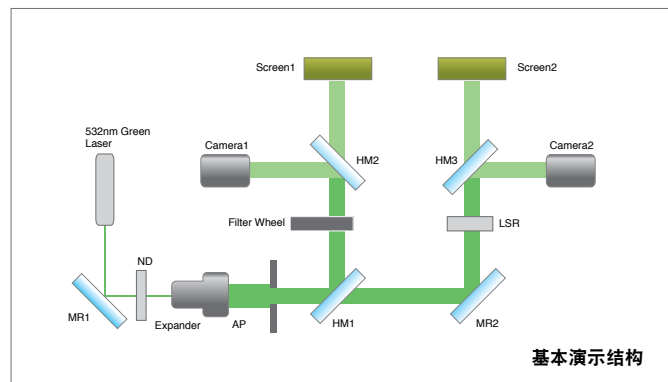 Screen1
Screen2
532nm Green
Laser
Camera1
HM2
HM3
Camera2
Filter Wheel
LSR
ND
MR1
Expander
AP
HM1
MR2
基本演示结构